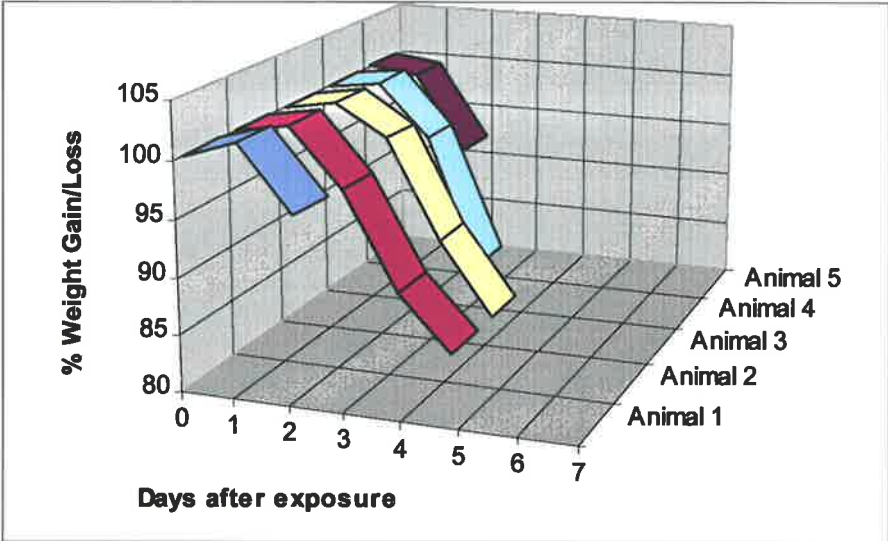 % Weight Gain/Loss
105
100
95
90
85
80
0
1
2
3
4
5
6
7
Days after exposure
Animal 5
Animal 4
Animal 3
Animal 2
Animal 1